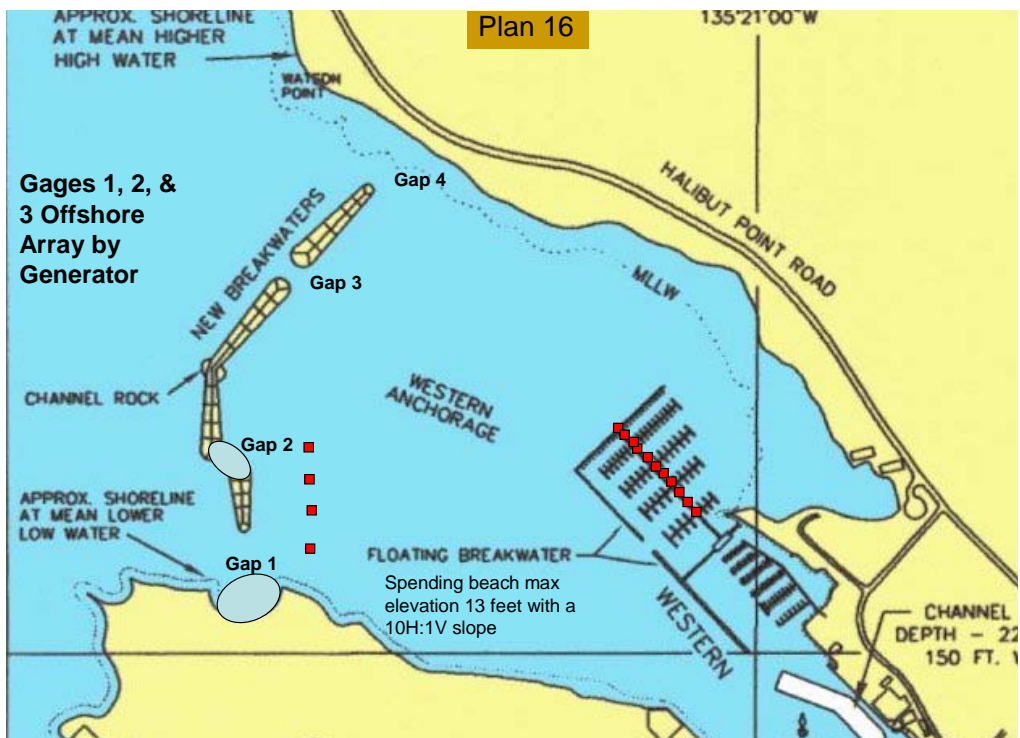 APPROX. SHORELINE
AT MEAN HIGHER
HIGH WATER
Plan 16
135°21'00" W
WATSON
POINT
Gages 1, 2, &
3 Offshore
Array by
Generator
Gap 4
HALIBUT POINT ROAD
NEW BREAKWATERS
Gap 3
MLLW
CHANNEL ROCK
WESTERN
ANCHORAGE
Gap 2
APPROX. SHORELINE
AT MEAN LOWER
LOW WATER
Gap 1
FLOATING BREAKWATER
Spending beach max
elevation 13 feet with a
10H:1V slope
WESTERN
CHANNEL
DEPTH - 22
150 FT.